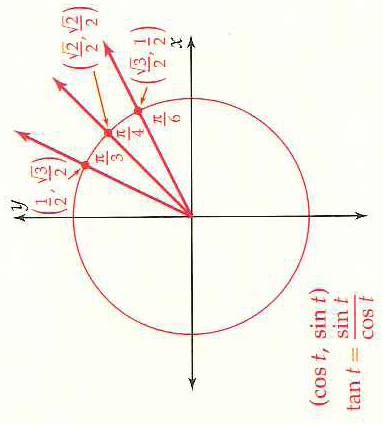 y
(1/2, √3/2)
(√2/2, √2/2)
(√3/2, 1/2)
π/3
π/4
π/6
x
(cos t, sin t)
tan t = sin t/cos t